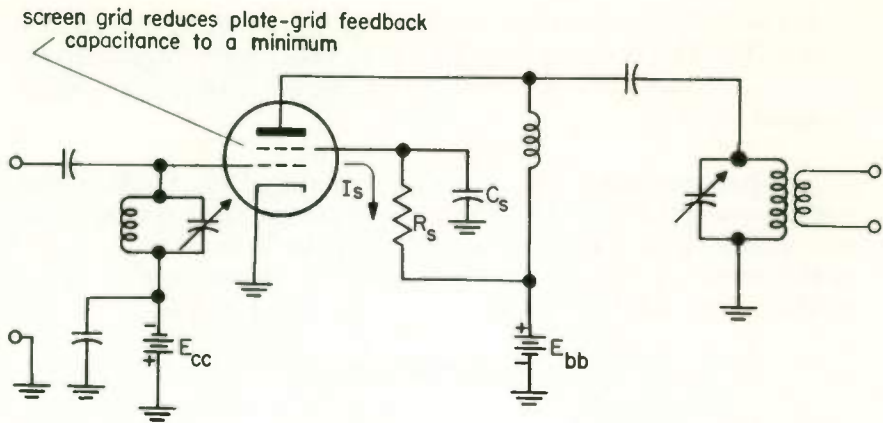 screen grid reduces plate-grid feedback
capacitance to a minimum
Is
Rs
Cs
-
+
Ecc
+
-
Ebb